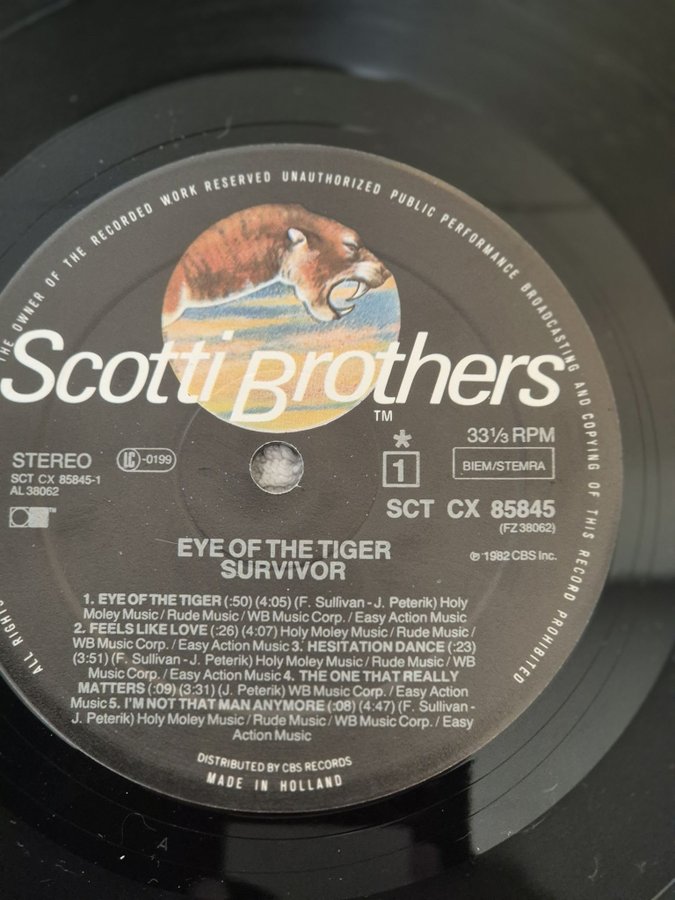 THE OWNER OF THE RECORDED WORK RESERVED UNAUTHORIZED PUBLIC PERFORMANCE BROADCASTING AND COPYING OF THIS RECORD PROHIBITED
Scotti Brothers
TM
STEREO
LC-0199
SCT CX 85845-1
AL 38062
*
1
33 1/3 RPM
BIEM/STEMRA
SCT CX 85845
(FZ 38062)
℗ 1982 CBS Inc.
EYE OF THE TIGER
SURVIVOR
1. EYE OF THE TIGER (:50) (4:05) (F. Sullivan - J. Peterik) Holy
Moley Music / Rude Music / WB Music Corp. / Easy Action Music
2. FEELS LIKE LOVE (:26) (4:07) Holy Moley Music / Rude Music /
WB Music Corp. / Easy Action Music 3. HESITATION DANCE (:23)
(3:51) (F. Sullivan - J. Peterik) Holy Moley Music / Rude Music / WB
Music Corp. / Easy Action Music 4. THE ONE THAT REALLY
MATTERS (:09) (3:31) (J. Peterik) WB Music Corp. / Easy Action
Music 5. I'M NOT THAT MAN ANYMORE (:08) (4:47) (F. Sullivan -
J. Peterik) Holy Moley Music / Rude Music / WB Music Corp. / Easy
Action Music
DISTRIBUTED BY CBS RECORDS
MADE IN HOLLAND
ALL RIGHTS
A